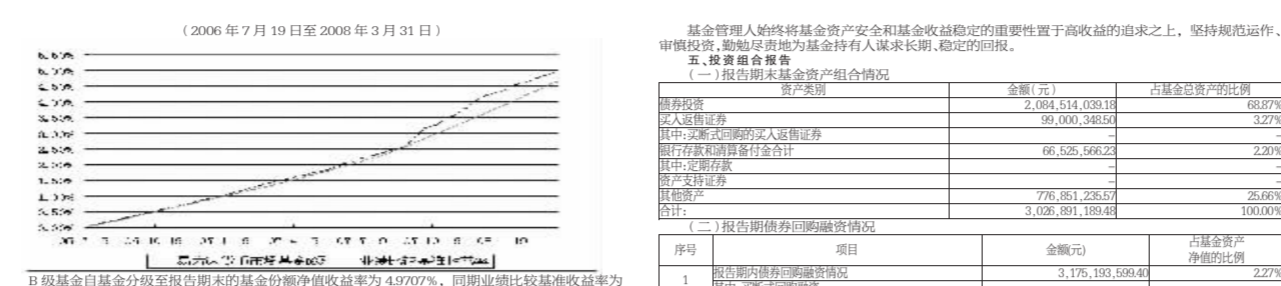 （2006 年 7 月 19 日至 2008 年 3 月 31 日）
B 级基金自基金分级至报告期末的基金份额净值收益率为 4.9707%，同期业绩比较基准收益率为
基金管理人始终将基金资产安全和基金收益稳定的重要性置于高收益的追求之上，坚持规范运作、
审慎投资,勤勉尽责地为基金持有人谋求长期、稳定的回报。
五、投资组合报告
（一）报告期末基金资产组合情况
资产类别 金额（元） 占基金总资产的比例
债券投资 2,084,514,039.18 68.87%
买入返售证券 99,000,348.50 3.27%
其中:买断式回购的买入返售证券 － －
银行存款和清算备付金合计 66,525,566.23 2.20%
其中:定期存款 － －
资产支持证券 － －
其他资产 776,851,235.57 25.66%
合计： 3,026,891,189.48 100.00%
（二）报告期债券回购融资情况
序号 项目 金额(元) 占基金资产
净值的比例
1 报告期内债券回购融资情况 3,175,193,599.40 2.27%
其中:买断式回购融资